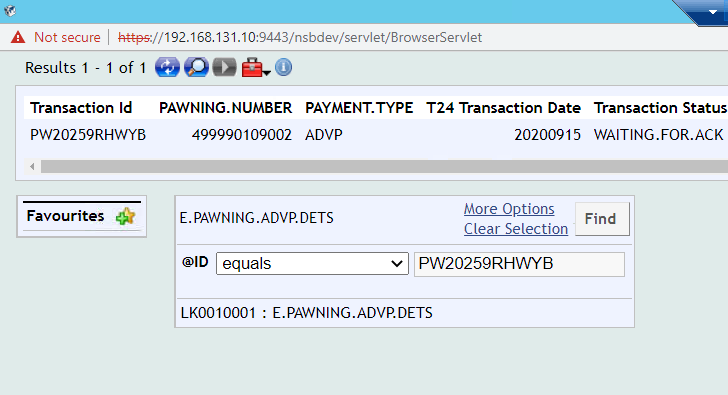 Not secure | https://192.168.131.10:9443/nsbdev/servlet/BrowserServlet
Results 1 - 1 of 1
Transaction Id PAWNING.NUMBER PAYMENT.TYPE T24 Transaction Date Transaction Status
PW20259RHWYB 499990109002 ADVP 20200915 WAITING.FOR.ACK
Favourites
E.PAWNING.ADVP.DETS
More Options
Clear Selection
Find
@ID equals PW20259RHWYB
LK0010001 : E.PAWNING.ADVP.DETS